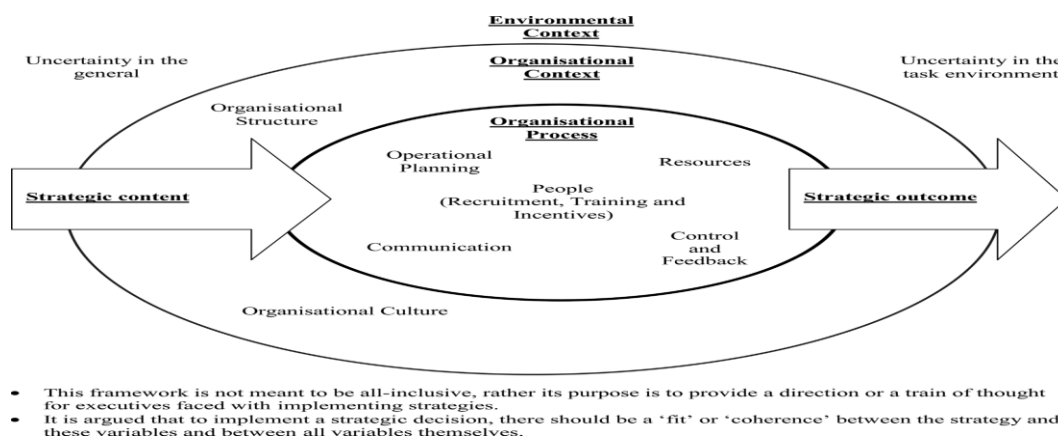 Environmental
Context
Uncertainty in the
general
Uncertainty in the
task environment
Organisational
Context
Organisational
Structure
Organisational
Process
Operational
Planning
Resources
People
(Recruitment, Training and
Incentives)
Strategic content
Strategic outcome
Communication
Control
and
Feedback
Organisational Culture
• This framework is not meant to be all-inclusive, rather its purpose is to provide a direction or a train of thought
for executives faced with implementing strategies.
• It is argued that to implement a strategic decision, there should be a ‘fit’ or ‘coherence’ between the strategy and
these variables and between all variables themselves.